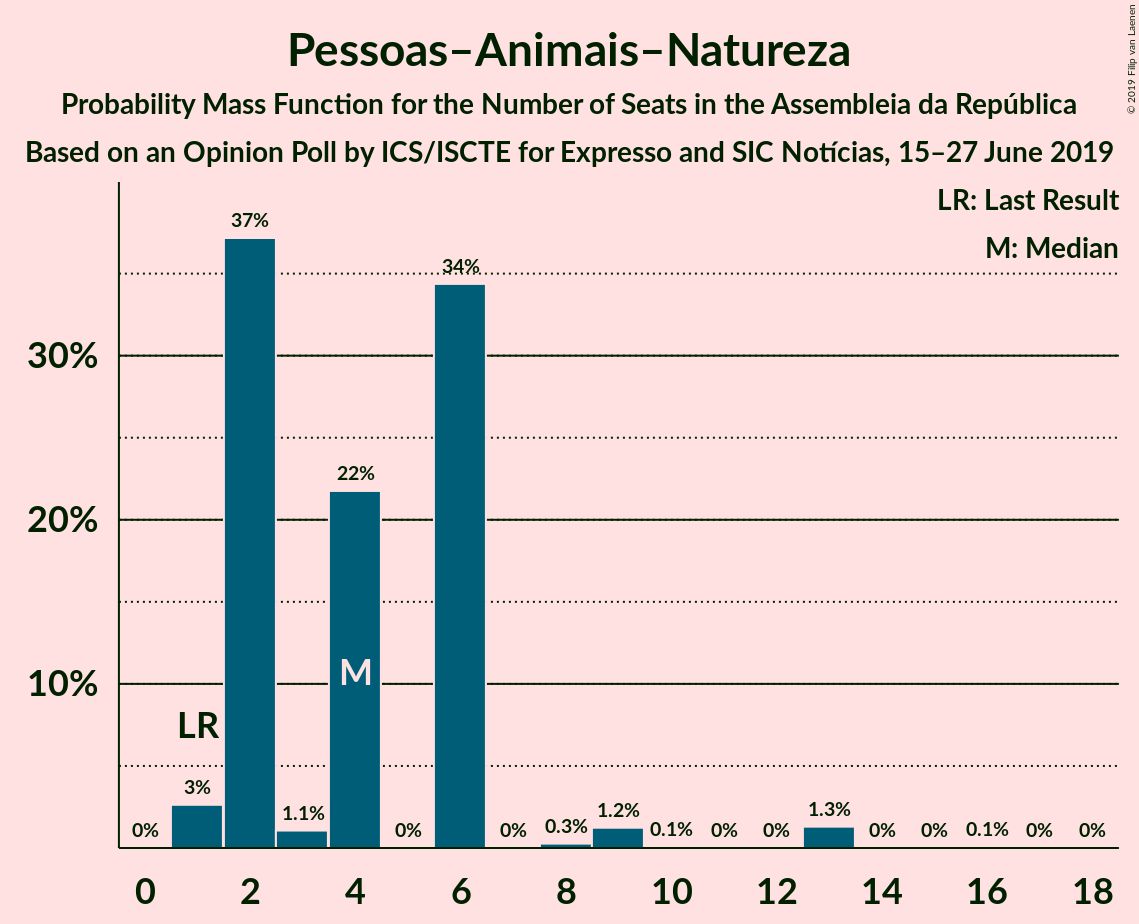 Pessoas–Animais–Natureza
Probability Mass Function for the Number of Seats in the Assembleia da República
Based on an Opinion Poll by ICS/ISCTE for Expresso and SIC Notícias, 15–27 June 2019
© 2019 Filip van Laenen
LR: Last Result
M: Median
37%
34%
30%
22%
20%
M
10%
LR
3%
0%
1.1%
0%
0%
0.3%
1.2%
0.1%
0%
0%
1.3%
0%
0%
0.1%
0%
0%
0 2 4 6 8 10 12 14 16 18